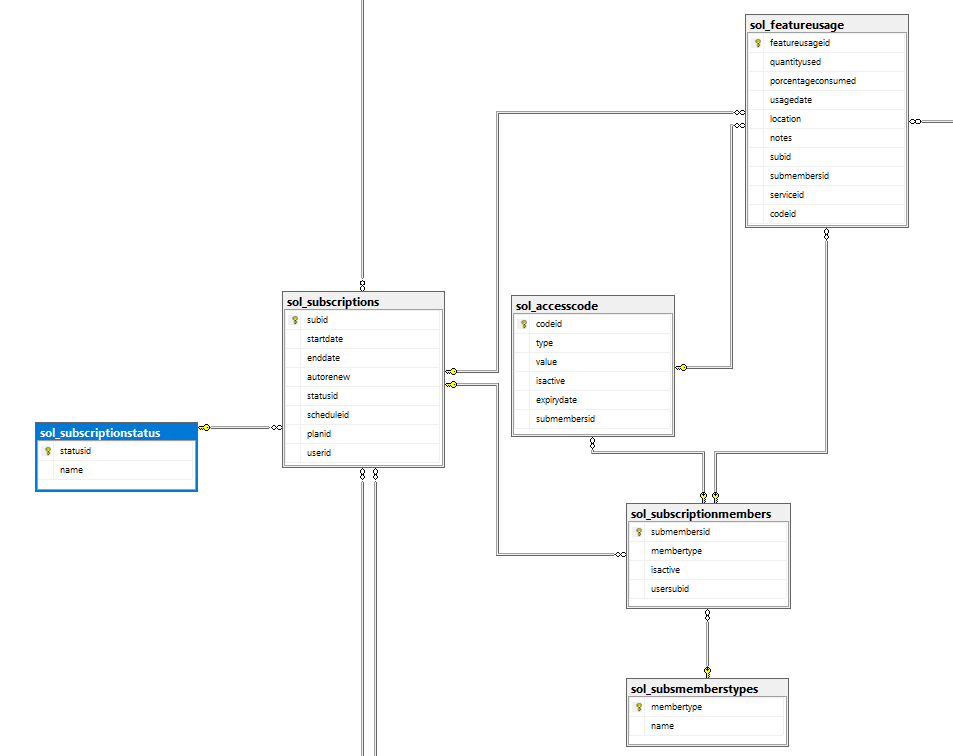 sol_featureusage
featureusageid
quantityused
porcentageconsumed
usagedate
location
notes
subid
submembersid
serviceid
codeid
sol_subscriptions
subid
startdate
enddate
autorenew
statusid
scheduleid
planid
userid
sol_accesscode
codeid
type
value
isactive
expirydate
submembersid
sol_subscriptionstatus
statusid
name
sol_subscriptionmembers
submembersid
membertype
isactive
usersubid
sol_subsmemberstypes
membertype
name